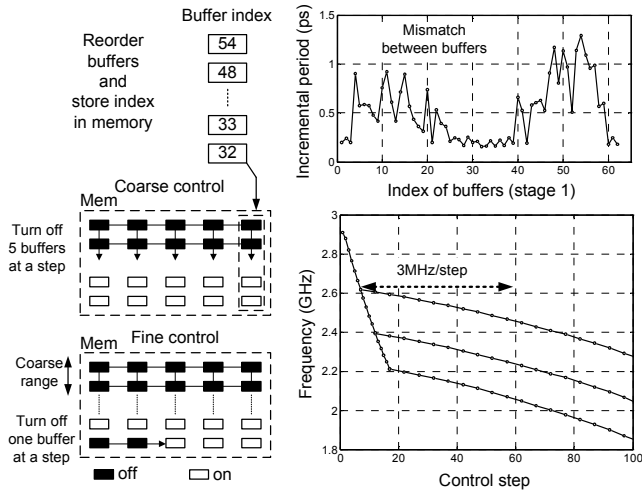 Buffer index
Reorder
buffers
and
store index
in memory
54
48
33
32
Coarse control
Mem
Turn off
5 buffers
at a step
Fine control
Mem
Coarse
range
Turn off
one buffer
at a step
off
on
Incremental period (ps)
1.5
1
0.5
0
Mismatch
between buffers
0 10 20 30 40 50 60
Index of buffers (stage 1)
Frequency (GHz)
3
2.8
2.6
2.4
2.2
2
1.8
3MHz/step
0 20 40 60 80 100
Control step